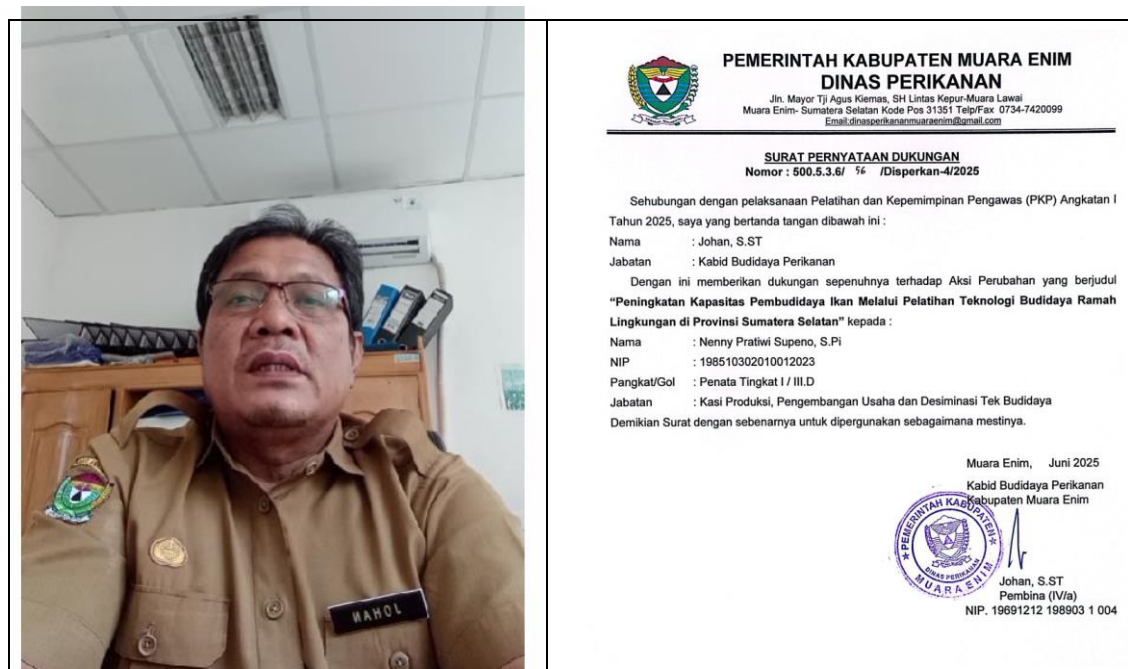 JOHAN
PEMERINTAH KABUPATEN MUARA ENIM
DINAS PERIKANAN
Jln. Mayor Tji Agus Kiemas, SH Lintas Kepur-Muara Lawai
Muara Enim- Sumatera Selatan Kode Pos 31351 Telp/Fax 0734-7420099
Email:dinasperikananmuaraenim@gmail.com
SURAT PERNYATAAN DUKUNGAN
Nomor : 500.5.3.6/ 56 /Disperkan-4/2025
Sehubungan dengan pelaksanaan Pelatihan dan Kepemimpinan Pengawas (PKP) Angkatan I
Tahun 2025, saya yang bertanda tangan dibawah ini :
Nama : Johan, S.ST
Jabatan : Kabid Budidaya Perikanan
Dengan ini memberikan dukungan sepenuhnya terhadap Aksi Perubahan yang berjudul
“Peningkatan Kapasitas Pembudidaya Ikan Melalui Pelatihan Teknologi Budidaya Ramah
Lingkungan di Provinsi Sumatera Selatan” kepada :
Nama : Nenny Pratiwi Supeno, S.Pi
NIP : 198510302010012023
Pangkat/Gol : Penata Tingkat I / III.D
Jabatan : Kasi Produksi, Pengembangan Usaha dan Desiminasi Tek Budidaya
Demikian Surat dengan sebenarnya untuk dipergunakan sebagaimana mestinya.
Muara Enim, Juni 2025
Kabid Budidaya Perikanan
Kabupaten Muara Enim
PEMERINTAH KABUPATEN
DINAS PERIKANAN
MUARA ENIM
Johan, S.ST
Pembina (IV/a)
NIP. 19691212 198903 1 004